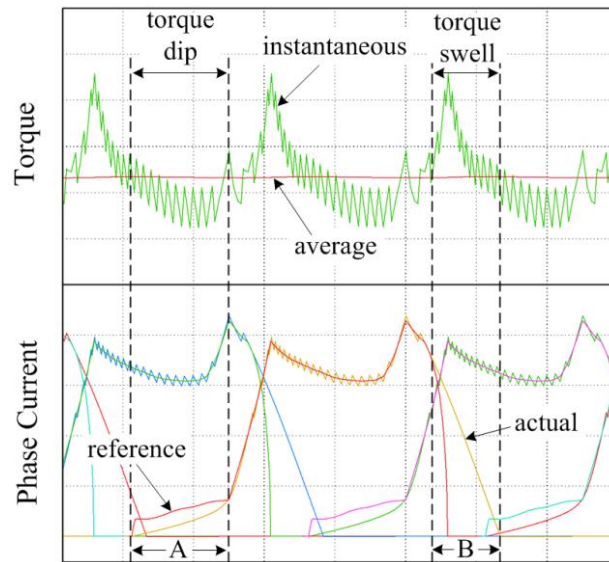 torque
dip
instantaneous
torque
swell
Torque
average
reference
actual
Phase Current
A
B